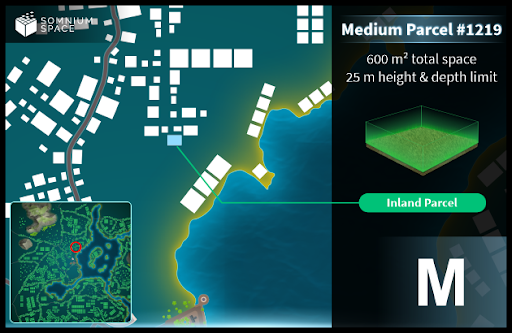 SOMNIUM
SPACE
Medium Parcel #1219
600 m² total space
25 m height & depth limit
Inland Parcel
M